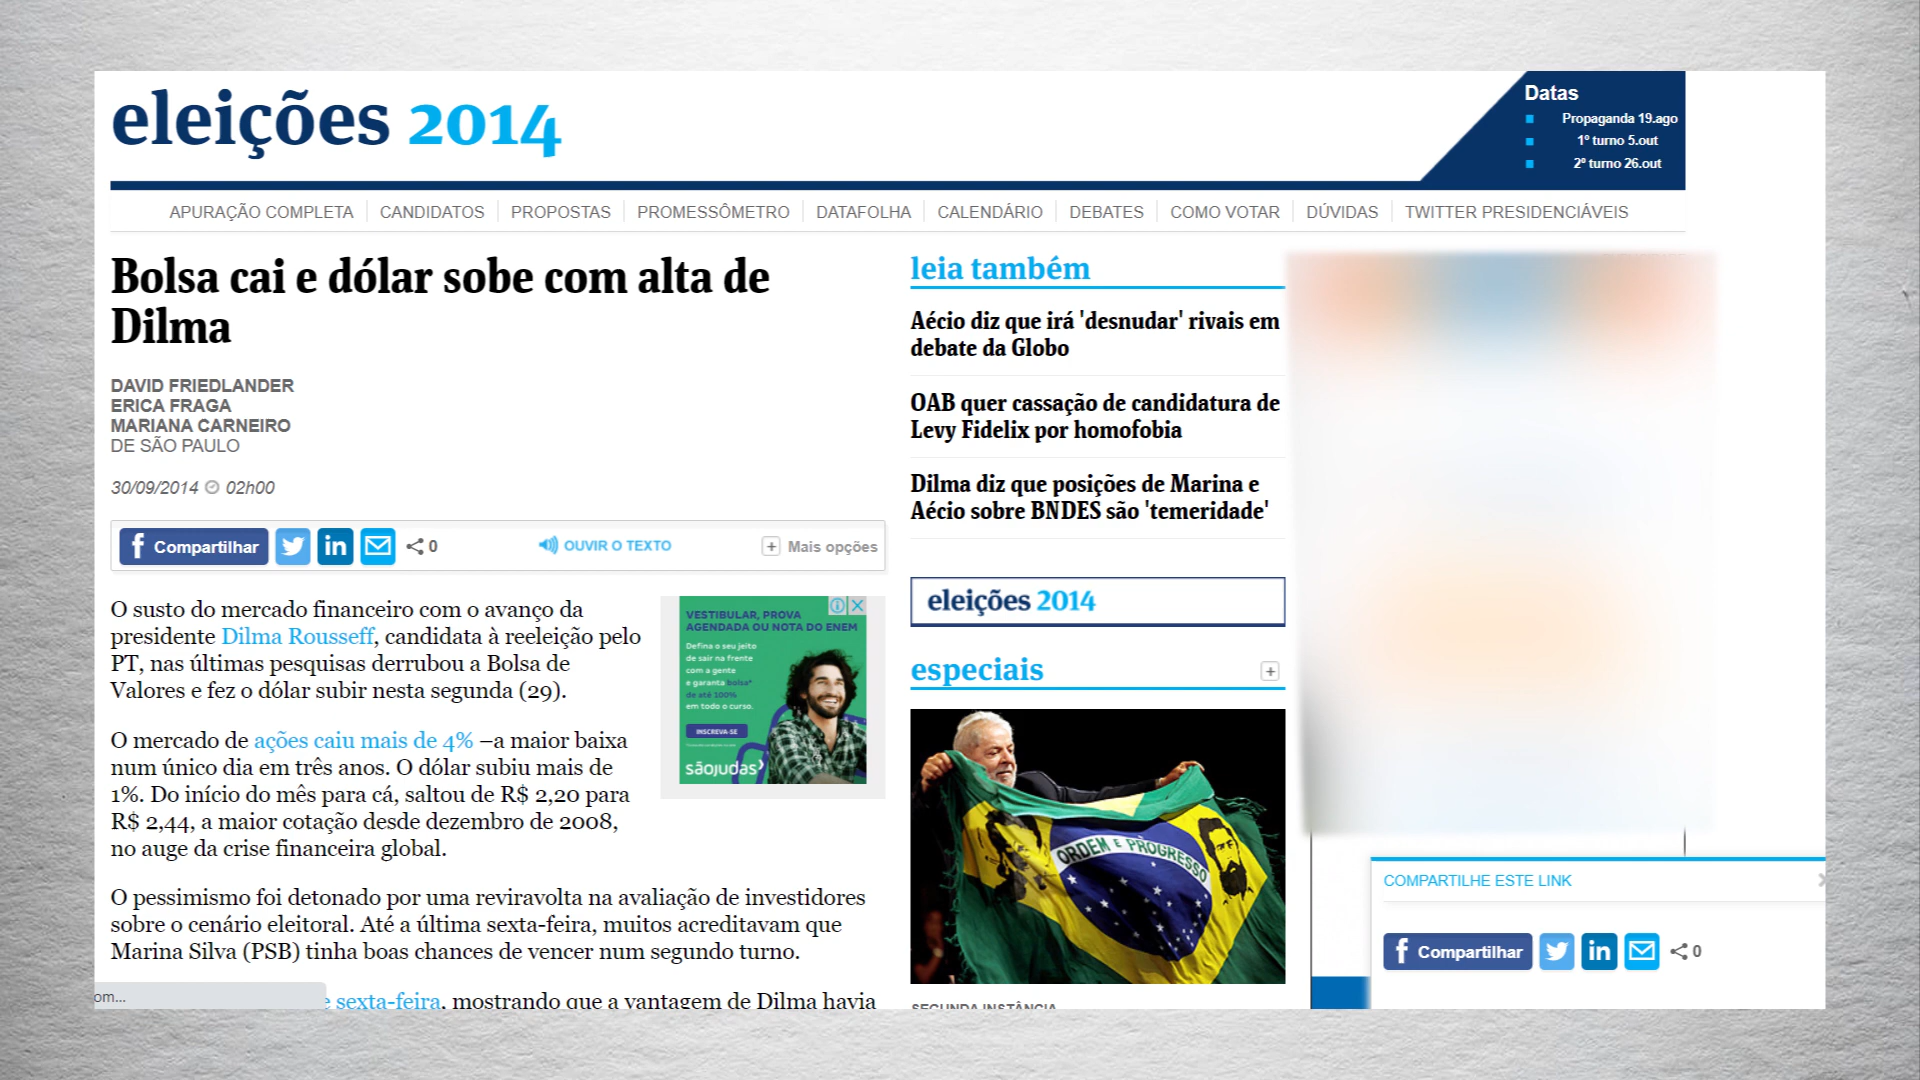 eleições 2014
Datas
Propaganda 19.ago
1º turno 5.out
2º turno 26.out
APURAÇÃO COMPLETA CANDIDATOS PROPOSTAS PROMESSÔMETRO DATAFOLHA CALENDÁRIO DEBATES COMO VOTAR DÚVIDAS TWITTER PRESIDENCIÁVEIS
Bolsa cai e dólar sobe com alta de
Dilma
DAVID FRIEDLANDER
ERICA FRAGA
MARIANA CARNEIRO
DE SÃO PAULO
30/09/2014 02h00
Compartilhar
in
0
OUVIR O TEXTO
Mais opções
O susto do mercado financeiro com o avanço da
presidente Dilma Rousseff, candidata à reeleição pelo
PT, nas últimas pesquisas derrubou a Bolsa de
Valores e fez o dólar subir nesta segunda (29).
O mercado de ações caiu mais de 4% –a maior baixa
num único dia em três anos. O dólar subiu mais de
1%. Do início do mês para cá, saltou de R$ 2,20 para
R$ 2,44, a maior cotação desde dezembro de 2008,
no auge da crise financeira global.
O pessimismo foi detonado por uma reviravolta na avaliação de investidores
sobre o cenário eleitoral. Até a última sexta-feira, muitos acreditavam que
Marina Silva (PSB) tinha boas chances de vencer num segundo turno.
om...
e sexta-feira, mostrando que a vantagem de Dilma havia
VESTIBULAR, PROVA
AGENDADA OU NOTA DO ENEM
Defina o seu jeito
de sair na frente
com a gente
e garanta bolsa*
de até 100%
em todo o curso.
INSCREVA-SE
sãojudas
leia também
Aécio diz que irá 'desnudar' rivais em
debate da Globo
OAB quer cassação de candidatura de
Levy Fidelix por homofobia
Dilma diz que posições de Marina e
Aécio sobre BNDES são 'temeridade'
eleições 2014
especiais
ORDEM E PROGRESSO
SEGUNDA INSTÂNCIA
COMPARTILHE ESTE LINK
Compartilhar
in
0